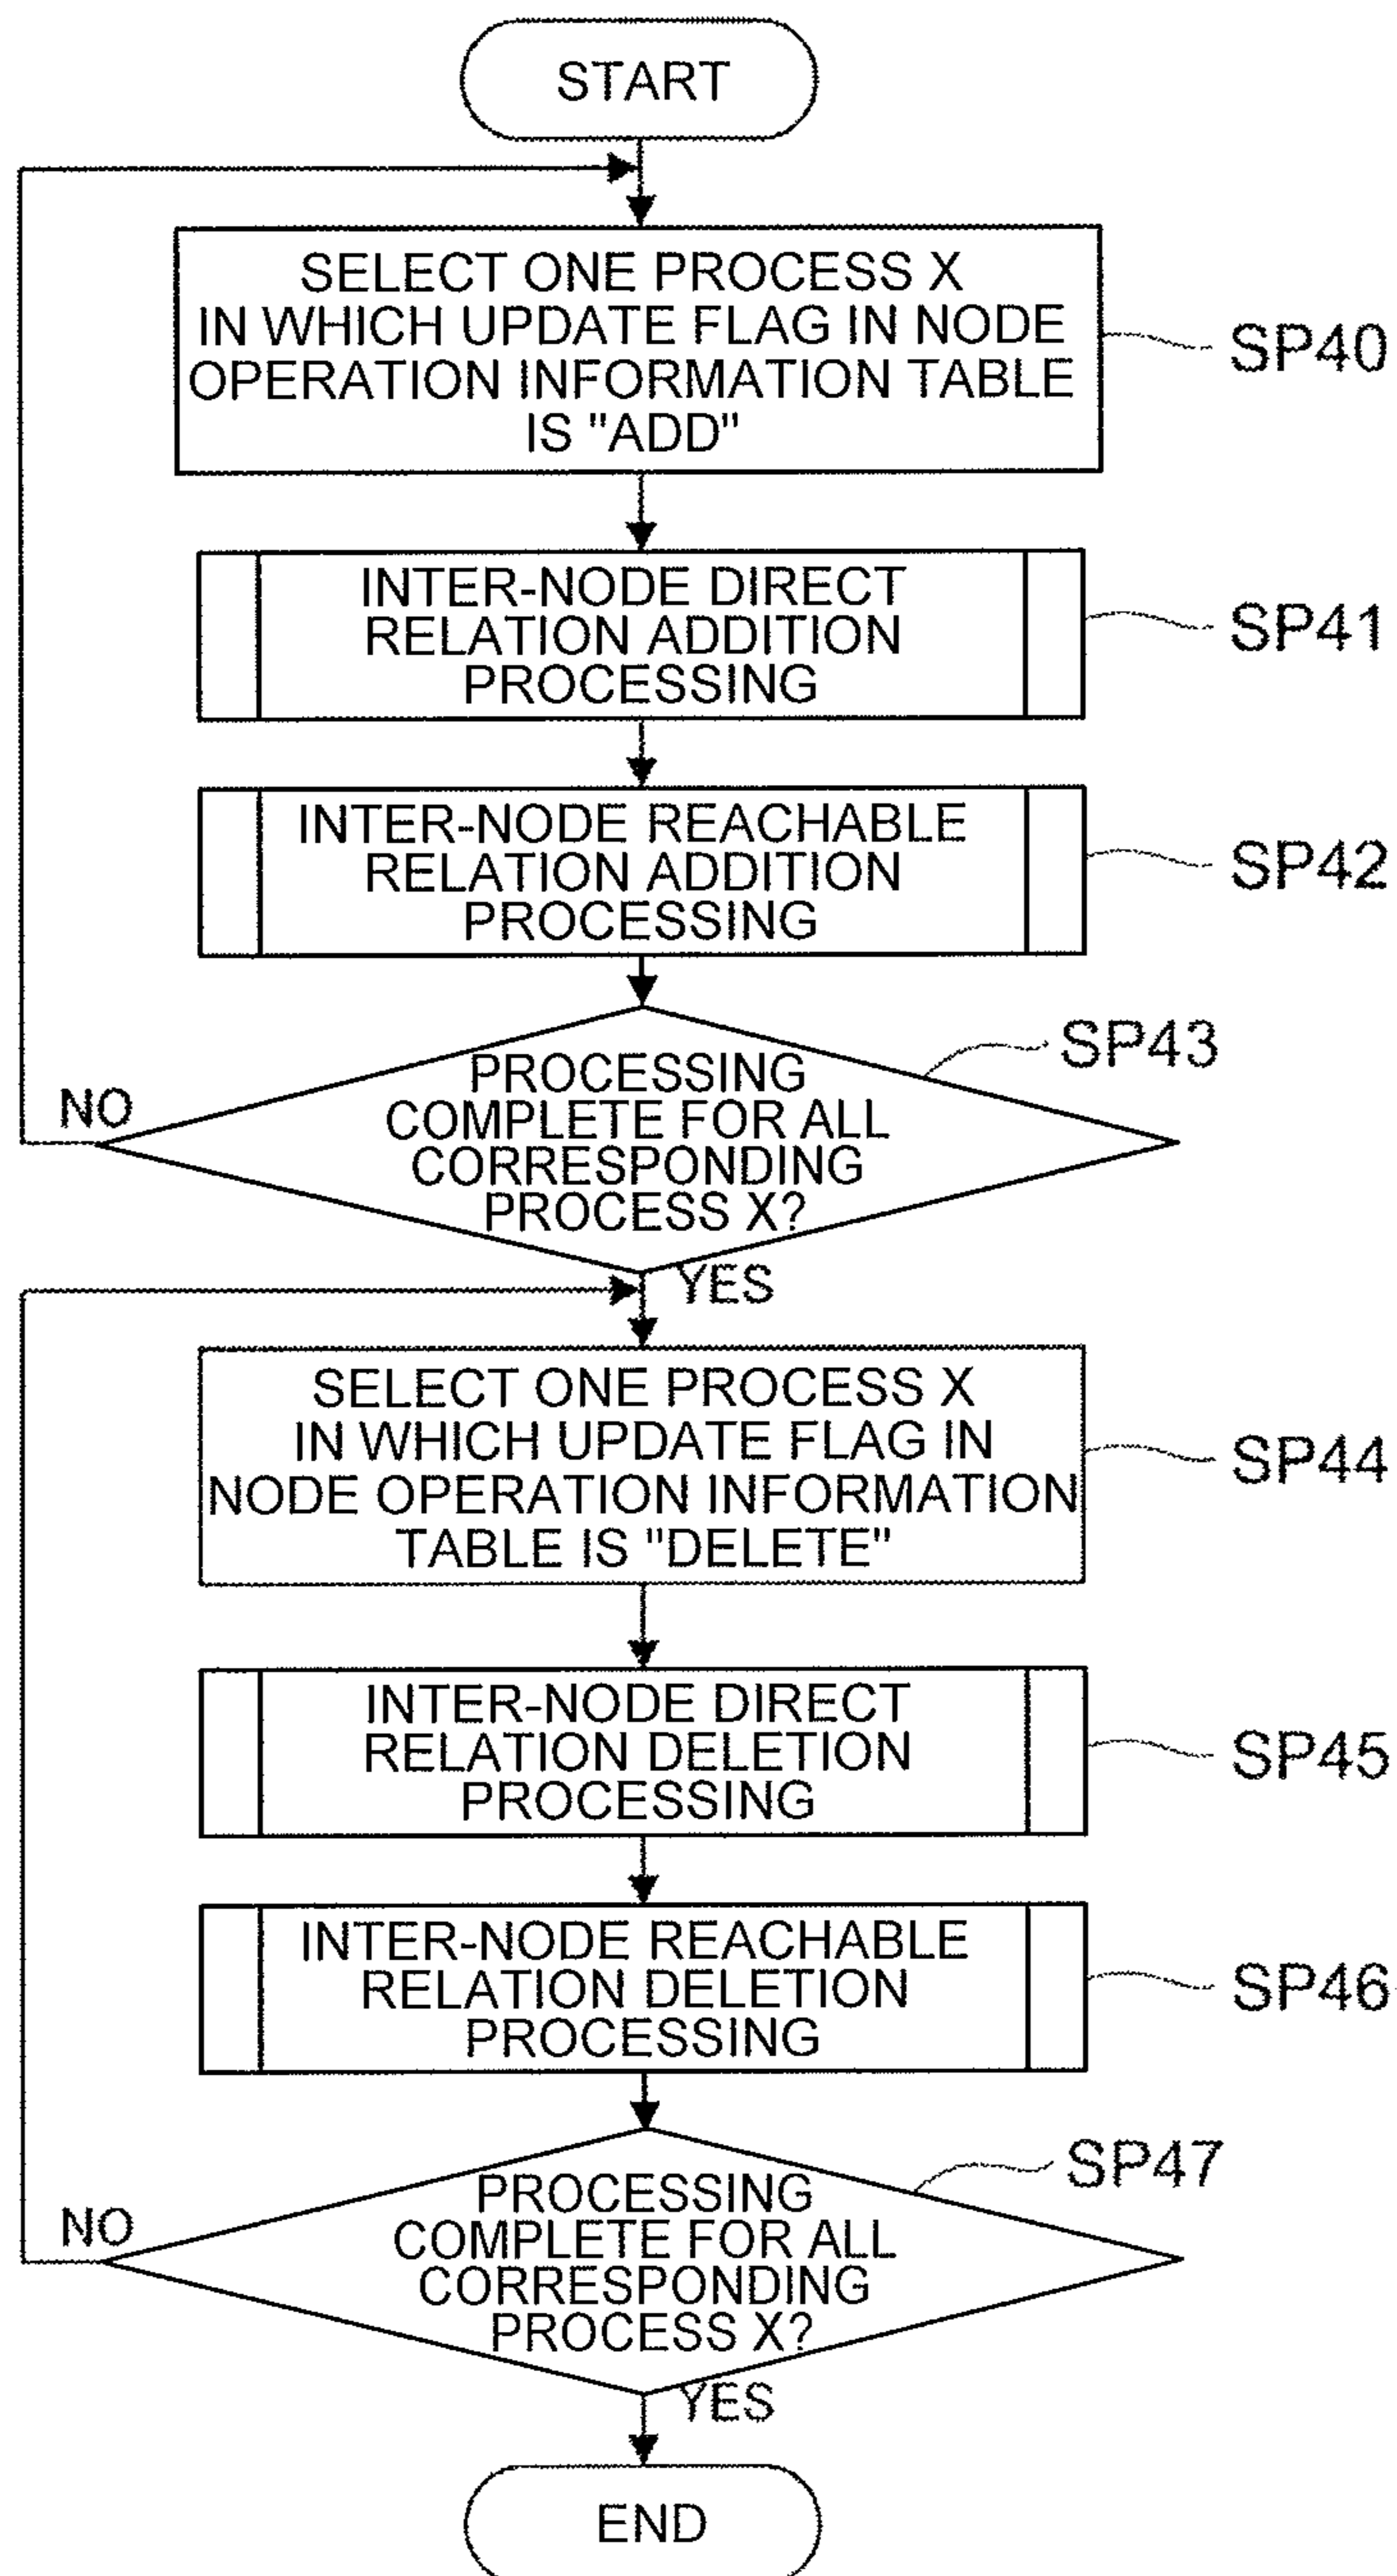 START
SELECT ONE PROCESS X
IN WHICH UPDATE FLAG IN NODE
OPERATION INFORMATION TABLE
IS "ADD"
SP40
INTER-NODE DIRECT
RELATION ADDITION
PROCESSING
SP41
INTER-NODE REACHABLE
RELATION ADDITION
PROCESSING
SP42
PROCESSING
COMPLETE FOR ALL
CORRESPONDING
PROCESS X?
SP43
NO
YES
SELECT ONE PROCESS X
IN WHICH UPDATE FLAG IN
NODE OPERATION INFORMATION
TABLE IS "DELETE"
SP44
INTER-NODE DIRECT
RELATION DELETION
PROCESSING
SP45
INTER-NODE REACHABLE
RELATION DELETION
PROCESSING
SP46
PROCESSING
COMPLETE FOR ALL
CORRESPONDING
PROCESS X?
SP47
NO
YES
END